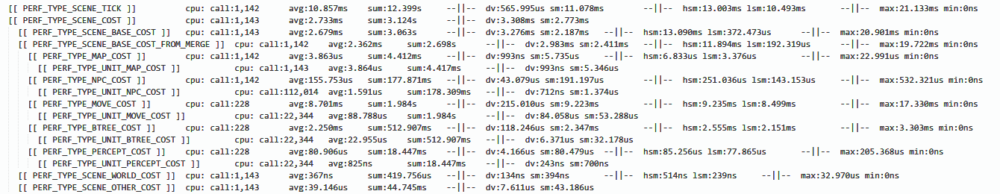 [[ PERF_TYPE_SCENE_TICK ]] cpu: call:1,142 avg:10.857ms sum:12.399s --||-- dv:565.995us sm:11.078ms --||-- hsm:13.003ms lsm:10.493ms --||-- max:21.133ms min:0ns
[[ PERF_TYPE_SCENE_COST ]] cpu: call:1,143 avg:2.733ms sum:3.124s --||-- dv:3.308ms sm:2.773ms
[[ PERF_TYPE_SCENE_BASE_COST ]] cpu: call:1,143 avg:2.679ms sum:3.063s --||-- dv:3.276ms sm:2.187ms --||-- hsm:13.090ms lsm:372.473us --||-- max:20.901ms min:0ns
[[ PERF_TYPE_SCENE_BASE_COST_FROM_MERGE ]] cpu: call:1,142 avg:2.362ms sum:2.698s --||-- dv:2.983ms sm:2.411ms --||-- hsm:11.894ms lsm:192.319us --||-- max:19.722ms min:0ns
[[ PERF_TYPE_MAP_COST ]] cpu: call:1,142 avg:3.863us sum:4.412ms --||-- dv:993ns sm:5.735us --||-- hsm:6.833us lsm:3.376us --||-- max:22.991us min:0ns
[[ PERF_TYPE_UNIT_MAP_COST ]] cpu: call:1,143 avg:3.864us sum:4.417ms --||-- dv:993ns sm:5.346us
[[ PERF_TYPE_NPC_COST ]] cpu: call:1,142 avg:155.753us sum:177.871ms --||-- dv:43.079us sm:191.197us --||-- hsm:251.036us lsm:143.153us --||-- max:532.321us min:0ns
[[ PERF_TYPE_UNIT_NPC_COST ]] cpu: call:112,014 avg:1.591us sum:178.309ms --||-- dv:712ns sm:1.374us
[[ PERF_TYPE_MOVE_COST ]] cpu: call:228 avg:8.701ms sum:1.984s --||-- dv:215.010us sm:9.223ms --||-- hsm:9.235ms lsm:8.499ms --||-- max:17.330ms min:0ns
[[ PERF_TYPE_UNIT_MOVE_COST ]] cpu: call:22,344 avg:88.788us sum:1.984s --||-- dv:84.058us sm:53.288us
[[ PERF_TYPE_BTREE_COST ]] cpu: call:228 avg:2.250ms sum:512.907ms --||-- dv:118.246us sm:2.347ms --||-- hsm:2.555ms lsm:2.151ms --||-- max:3.303ms min:0ns
[[ PERF_TYPE_UNIT_BTREE_COST ]] cpu: call:22,344 avg:22.955us sum:512.907ms --||-- dv:6.371us sm:32.178us
[[ PERF_TYPE_PERCEPT_COST ]] cpu: call:228 avg:80.906us sum:18.447ms --||-- dv:4.166us sm:80.479us --||-- hsm:85.256us lsm:77.865us --||-- max:205.368us min:0ns
[[ PERF_TYPE_UNIT_PERCEPT_COST ]] cpu: call:22,344 avg:825ns sum:18.447ms --||-- dv:243ns sm:700ns
[[ PERF_TYPE_SCENE_WORLD_COST ]] cpu: call:1,143 avg:367ns sum:419.756us --||-- dv:134ns sm:394ns --||-- hsm:514ns lsm:239ns --||-- max:32.970us min:0ns
[[ PERF_TYPE_SCENE_OTHER_COST ]] cpu: call:1,143 avg:39.146us sum:44.745ms --||-- dv:7.611us sm:43.186us